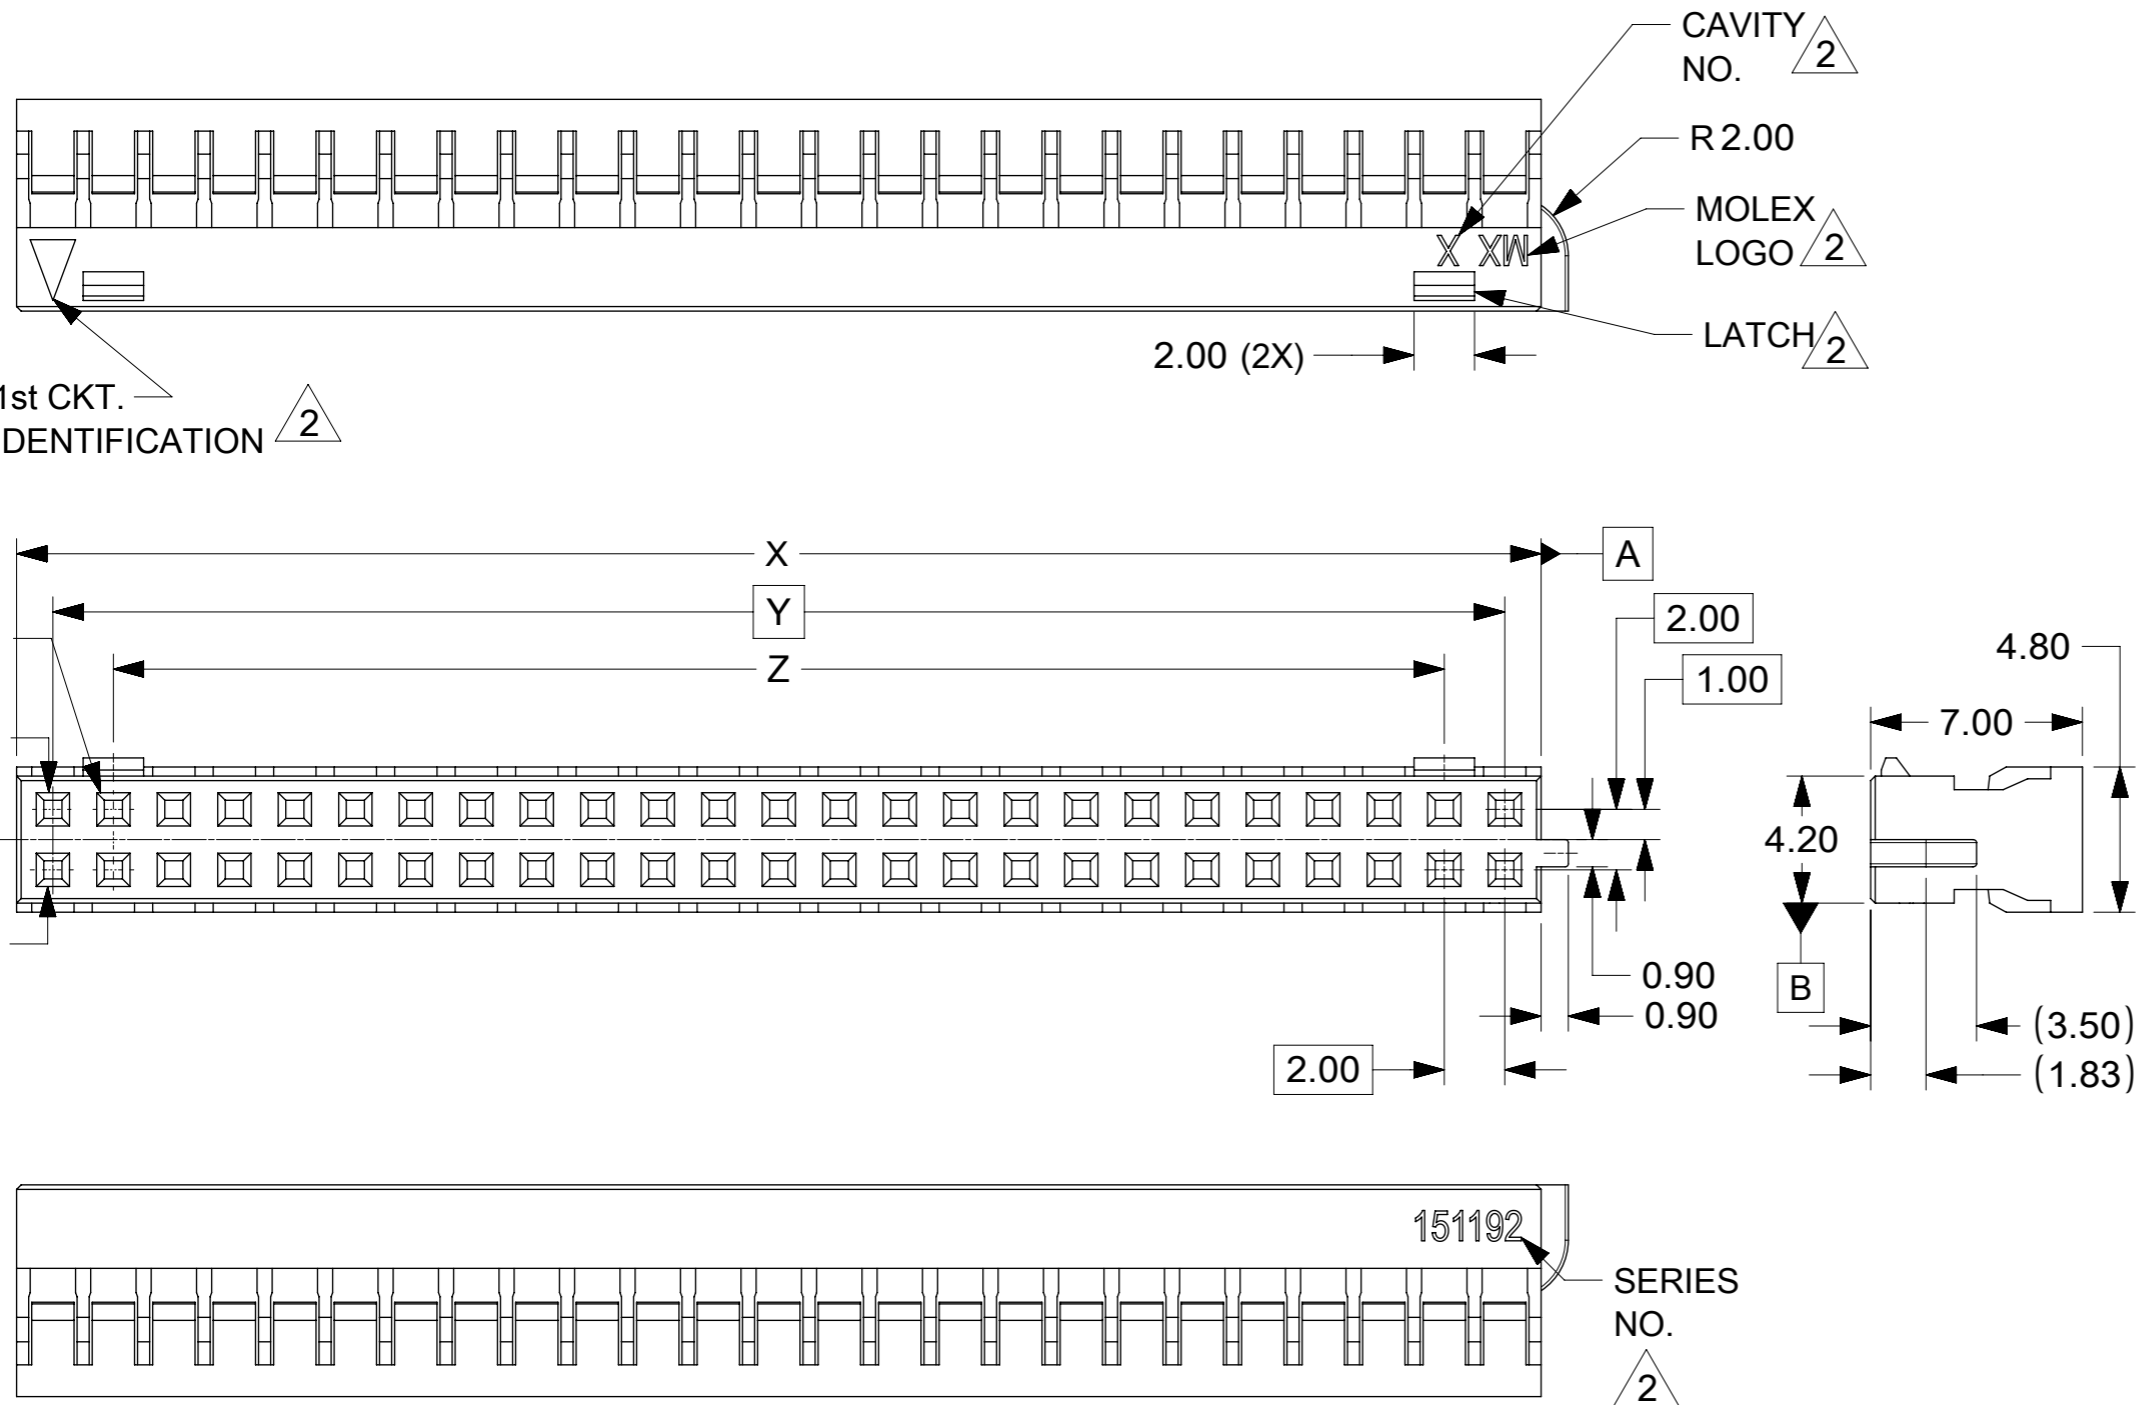 CAVITY 2
NO.
R 2.00
MOLEX
LOGO 2
X MX
LATCH 2
2.00 (2X)
1st CKT.
DENTIFICATION 2
X
A
Y
2.00
Z
1.00
4.80
7.00
4.20
0.90
0.90
B
(3.50)
2.00
(1.83)
151192
SERIES
NO.
2